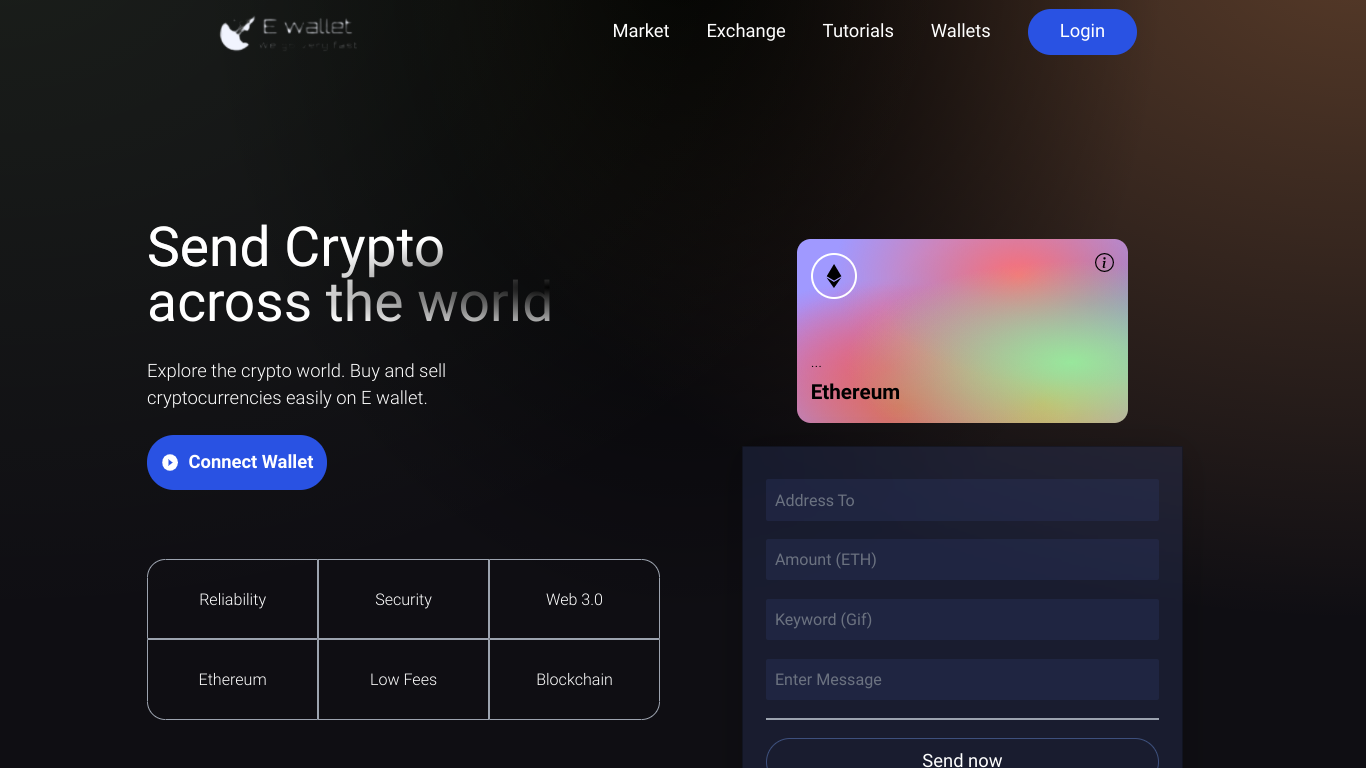 E wallet
Market
Exchange
Tutorials
Wallets
Login
Send Crypto
across the world
Explore the crypto world. Buy and sell
cryptocurrencies easily on E wallet.
Connect Wallet
Reliability
Security
Web 3.0
Ethereum
Low Fees
Blockchain
...
Ethereum
Address To
Amount (ETH)
Keyword (Gif)
Enter Message
Send now